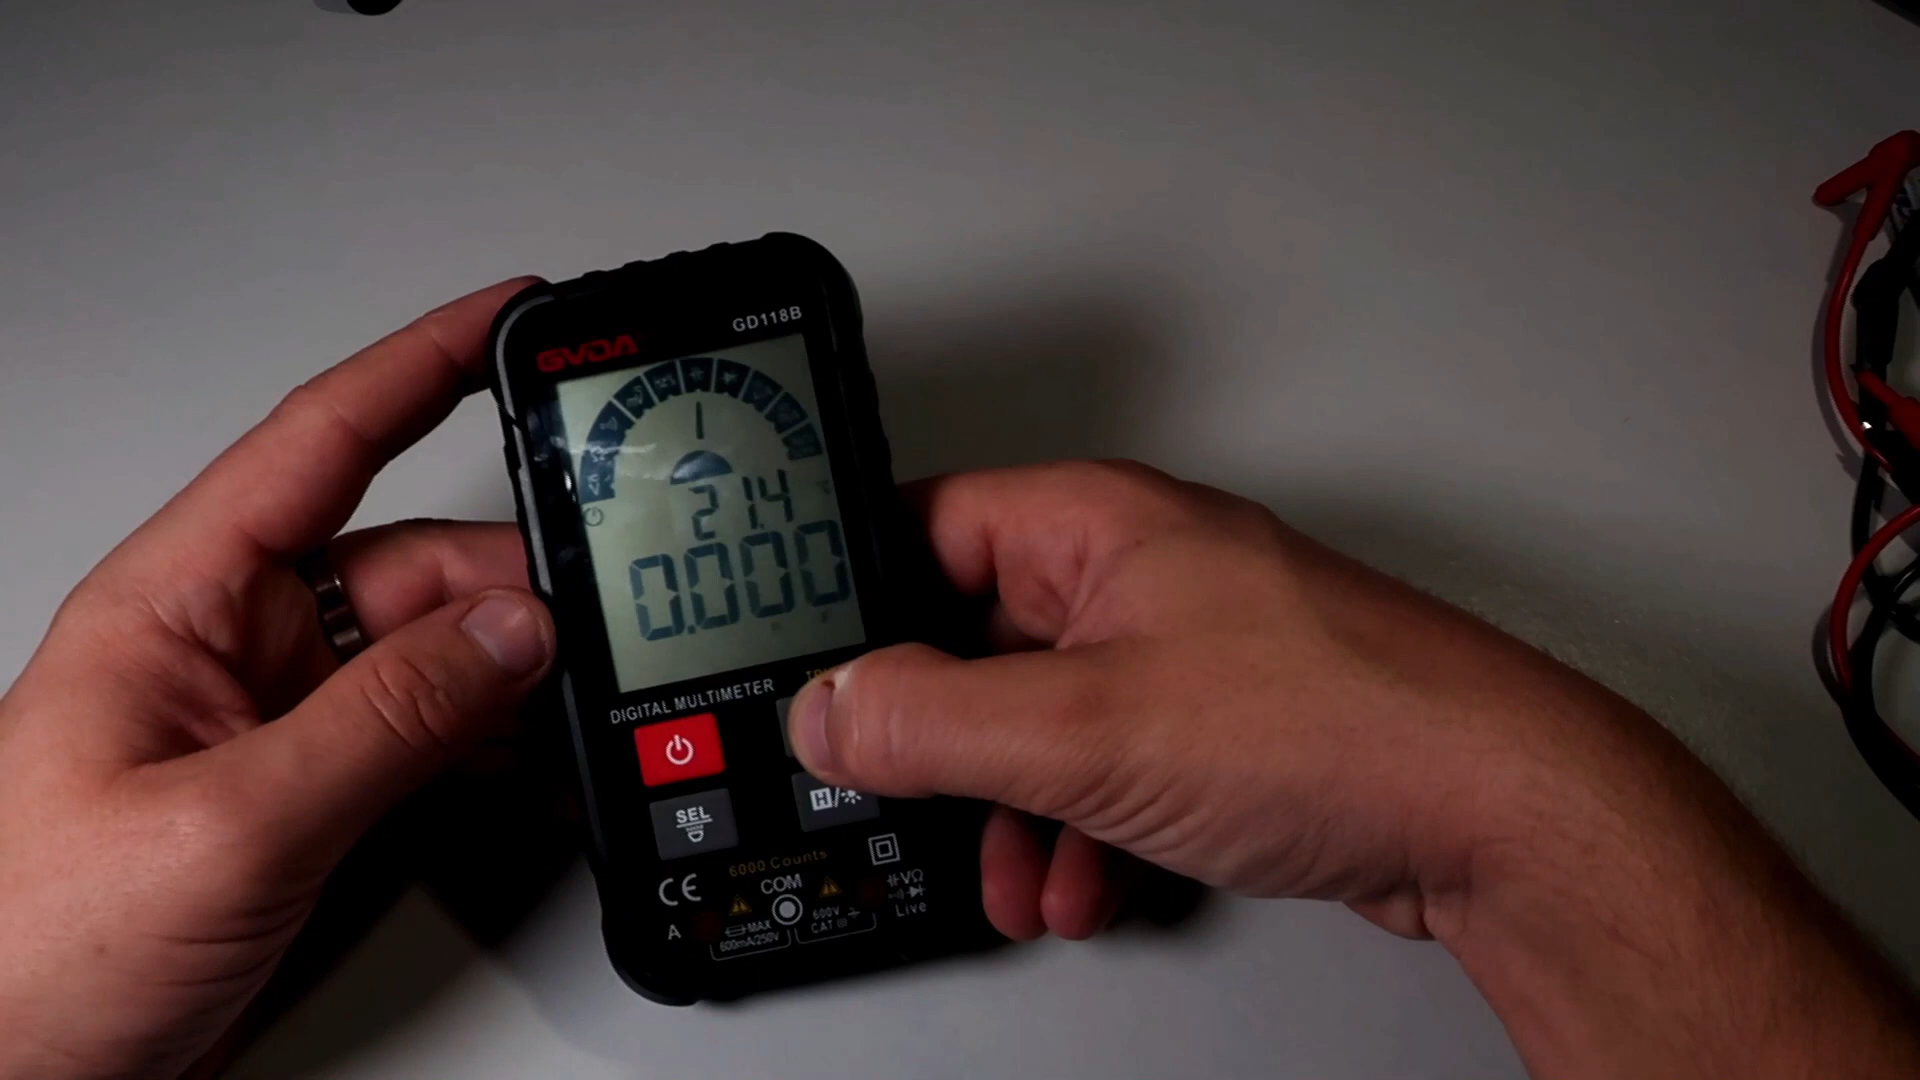 GD118B
GVDA
21.4
0.000
DIGITAL MULTIMETER
SEL
H/
6000 Counts
CE
COM
VΩ
A
MAX
600mA/250V
600V
CAT III
Live